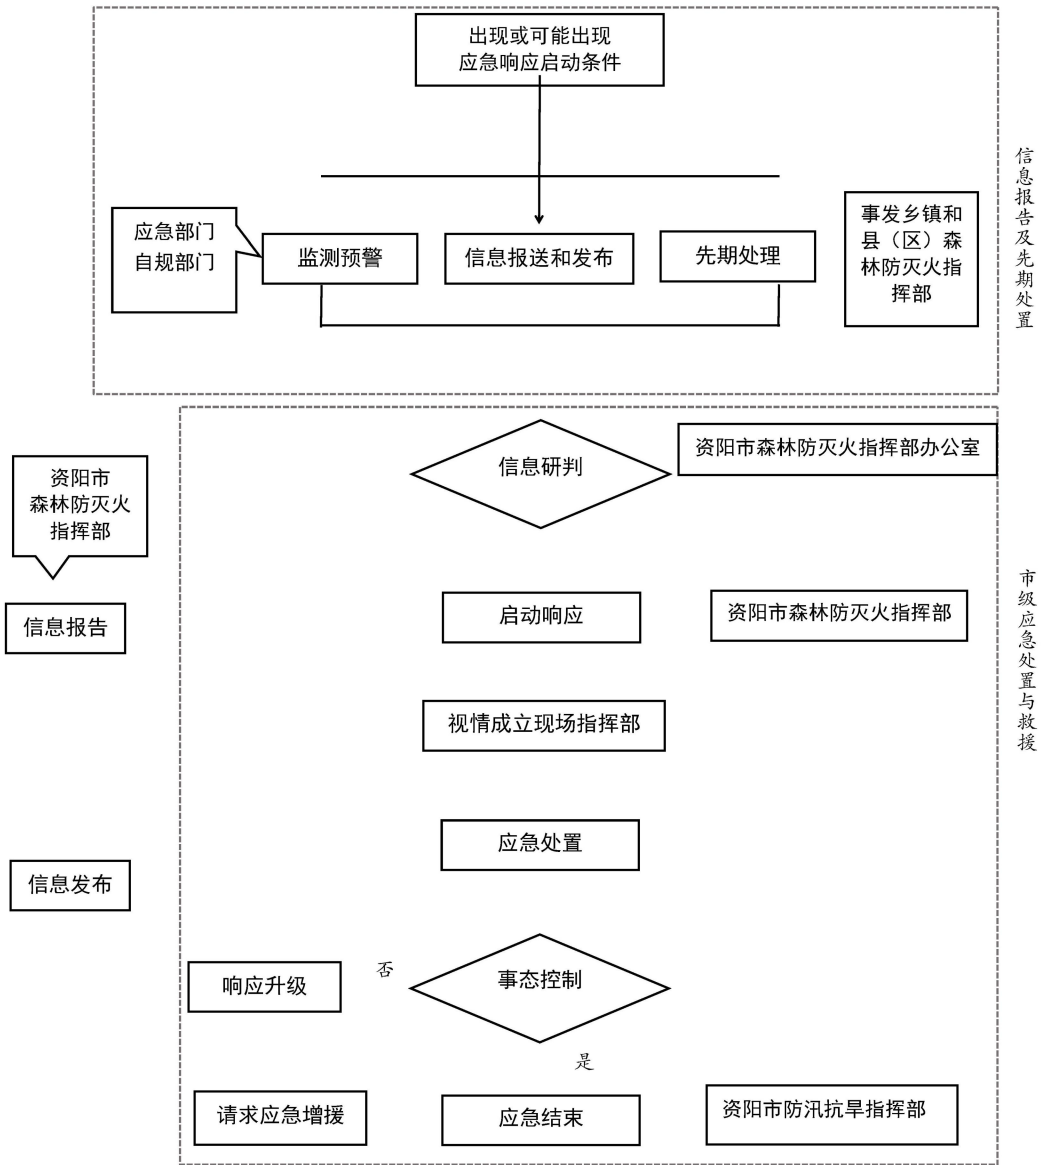 出现或可能出现
应急响应启动条件
应急部门
自规部门
监测预警
信息报送和发布
先期处理
事发乡镇和
县（区）森
林防灭火指
挥部
信息报告及先期处置
信息研判
资阳市森林防灭火指挥部办公室
资阳市
森林防灭火
指挥部
信息报告
启动响应
资阳市森林防灭火指挥部
市级应急处置与救援
视情成立现场指挥部
应急处置
信息发布
响应升级
否
事态控制
是
请求应急增援
应急结束
资阳市防汛抗旱指挥部